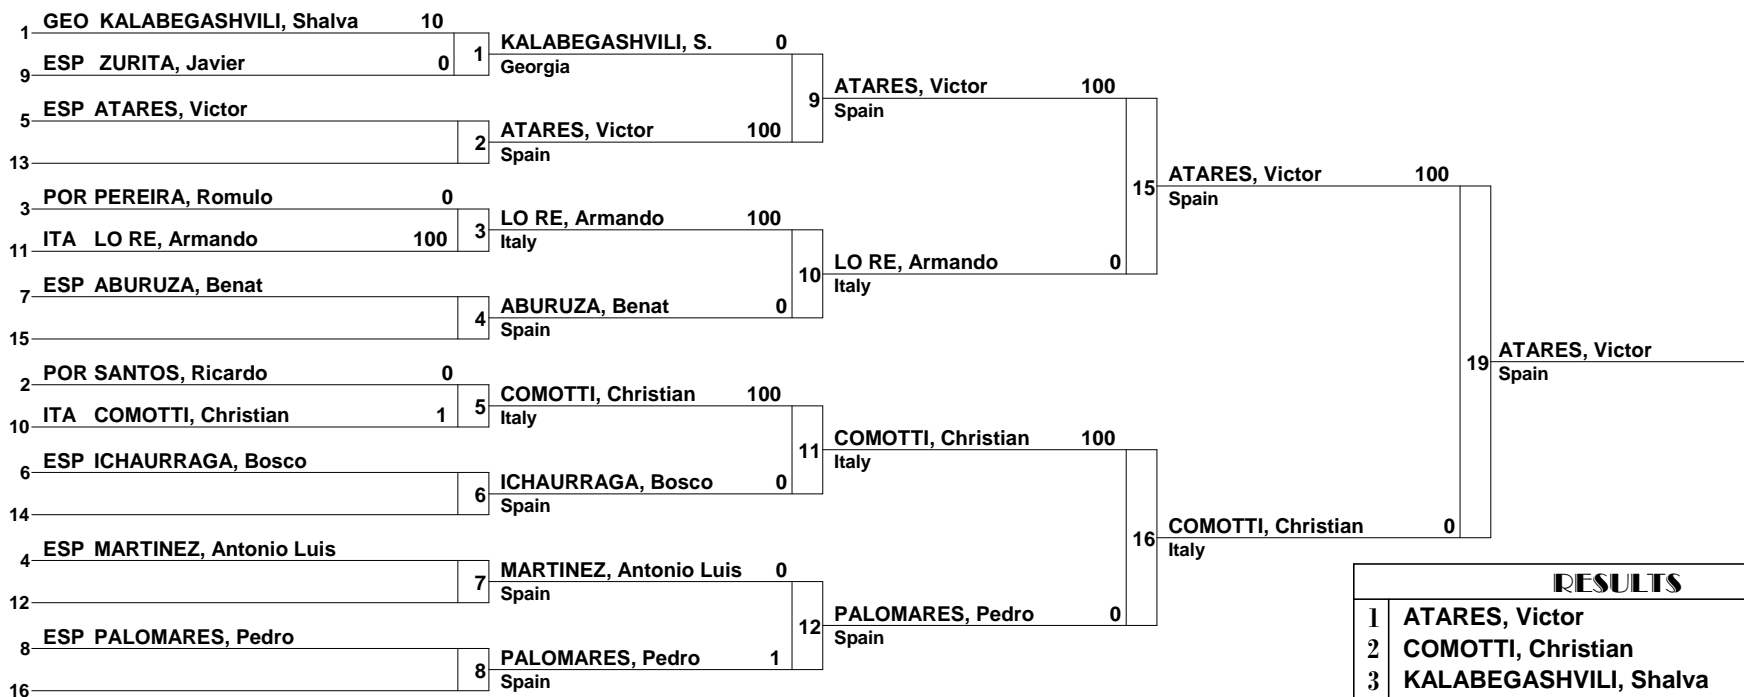 GEO KALABEGASHVILI, Shalva 10
1
1
ESP ZURITA, Javier 0
9
KALABEGASHVILI, S. 0
Georgia
ESP ATARES, Victor
5
2
13
ATARES, Victor 100
Spain
9
ATARES, Victor 100
Spain
POR PEREIRA, Romulo 0
3
3
ITA LO RE, Armando 100
11
LO RE, Armando 100
Italy
ESP ABURUZA, Benat
7
4
15
ABURUZA, Benat 0
Spain
10
LO RE, Armando 0
Italy
15
ATARES, Victor 100
Spain
POR SANTOS, Ricardo 0
2
5
ITA COMOTTI, Christian 1
10
COMOTTI, Christian 100
Italy
ESP ICHAURRAGA, Bosco
6
6
14
ICHAURRAGA, Bosco 0
Spain
11
COMOTTI, Christian 100
Italy
ESP MARTINEZ, Antonio Luis
4
7
12
MARTINEZ, Antonio Luis 0
Spain
ESP PALOMARES, Pedro
8
8
16
PALOMARES, Pedro 1
Spain
12
PALOMARES, Pedro 0
Spain
16
COMOTTI, Christian 0
Italy
19
ATARES, Victor
Spain
RESULTS
1 ATARES, Victor
2 COMOTTI, Christian
3 KALABEGASHVILI, Shalva